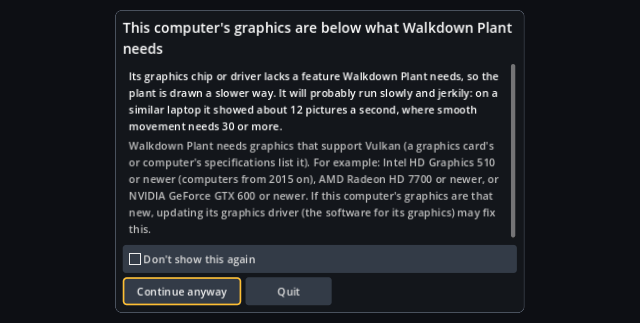 This computer's graphics are below what Walkdown Plant
needs
Its graphics chip or driver lacks a feature Walkdown Plant needs, so the
plant is drawn a slower way. It will probably run slowly and jerkily: on a
similar laptop it showed about 12 pictures a second, where smooth
movement needs 30 or more.
Walkdown Plant needs graphics that support Vulkan (a graphics card's
or computer's specifications list it). For example: Intel HD Graphics 510
or newer (computers from 2015 on), AMD Radeon HD 7700 or newer, or
NVIDIA GeForce GTX 600 or newer. If this computer's graphics are that
new, updating its graphics driver (the software for its graphics) may fix
this.
Don't show this again
Continue anyway
Quit